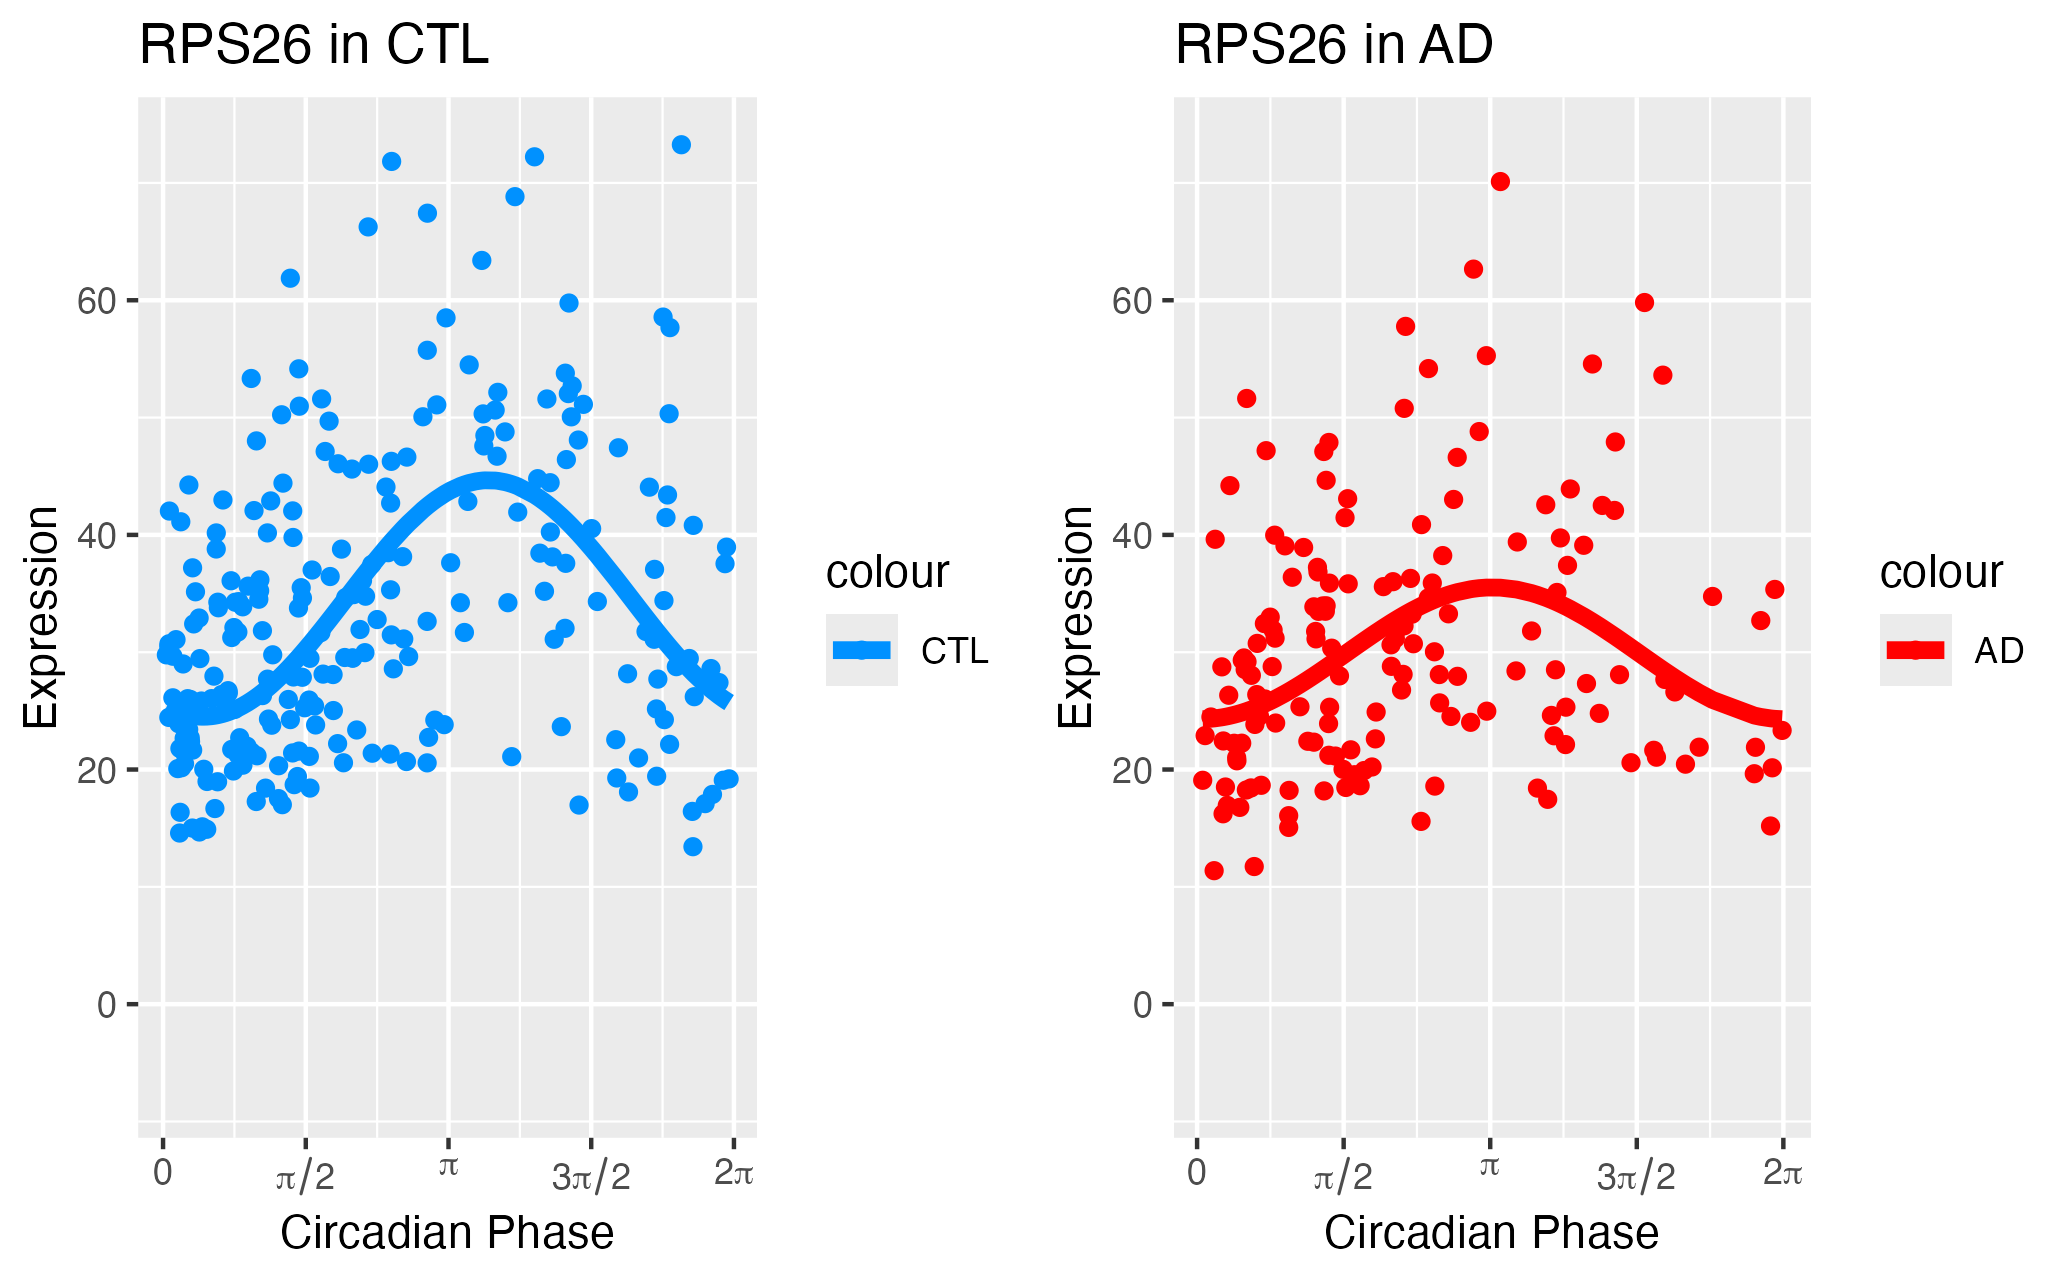 RPS26 in CTL
60
40
20
0
Expression
0
π/2
π
3π/2
2π
Circadian Phase
colour
CTL
RPS26 in AD
60
40
20
0
Expression
0
π/2
π
3π/2
2π
Circadian Phase
colour
AD